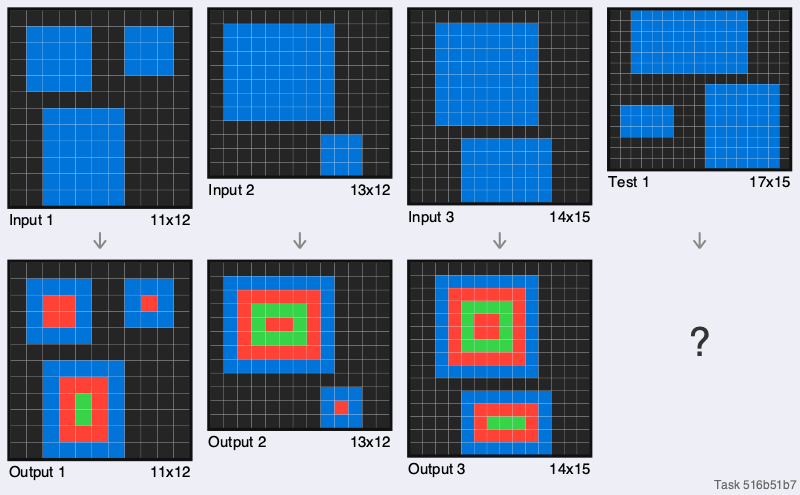 Input 1 11x12
Input 2 13x12
Input 3 14x15
Test 1 17x15
?
Output 1 11x12
Output 2 13x12
Output 3 14x15
Task 516b51b7